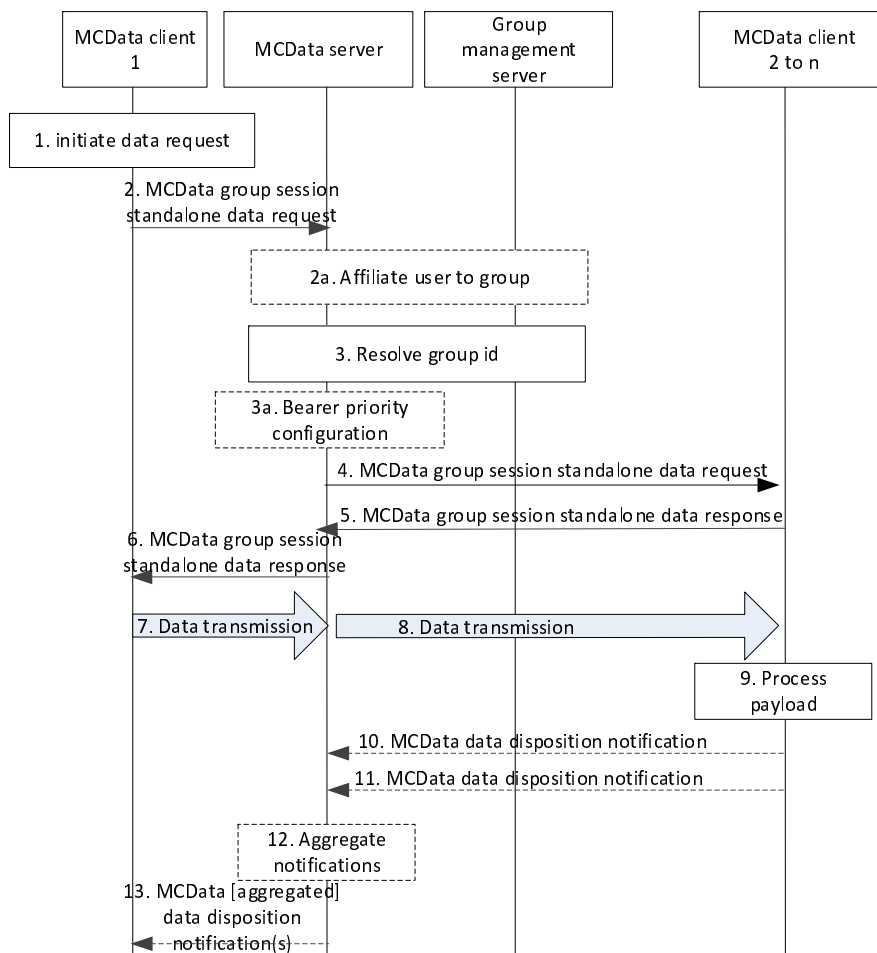 MCData client
1
MCData server
Group
management
server
MCData client
2 to n
1. initiate data request
2. MCData group session
standalone data request
2a. Affiliate user to group
3. Resolve group id
3a. Bearer priority
configuration
4. MCData group session standalone data request
5. MCData group session standalone data response
6. MCData group session
standalone data response
7. Data transmission
8. Data transmission
9. Process
payload
10. MCData data disposition notification
11. MCData data disposition notification
12. Aggregate
notifications
13. MCData [aggregated]
data disposition
notification(s)